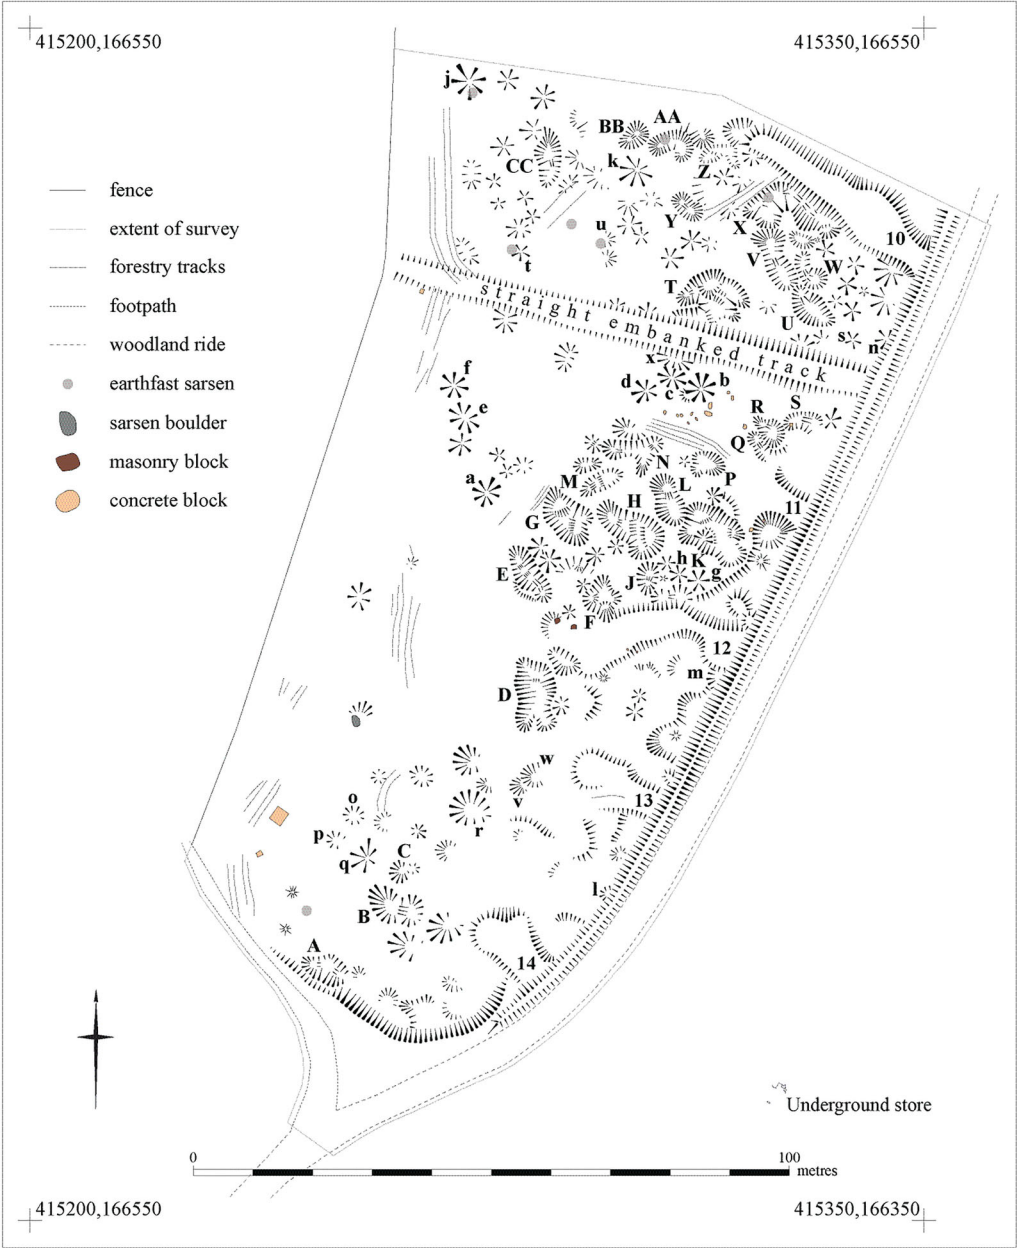 415200,166550
415350,166550
fence
extent of survey
forestry tracks
footpath
woodland ride
earthfast sarsen
sarsen boulder
masonry block
concrete block
j
BB
AA
CC
k
Z
Y
X
10
u
V
W
t
T
U
s
n
straight embanked track
x
f
d
c
b
e
R
S
Q
N
a
M
L
P
H
11
G
h
K
E
J
g
F
12
m
D
w
o
v
13
p
r
q
C
l
B
A
14
Underground store
0
100
metres
415200,166550
415350,166350